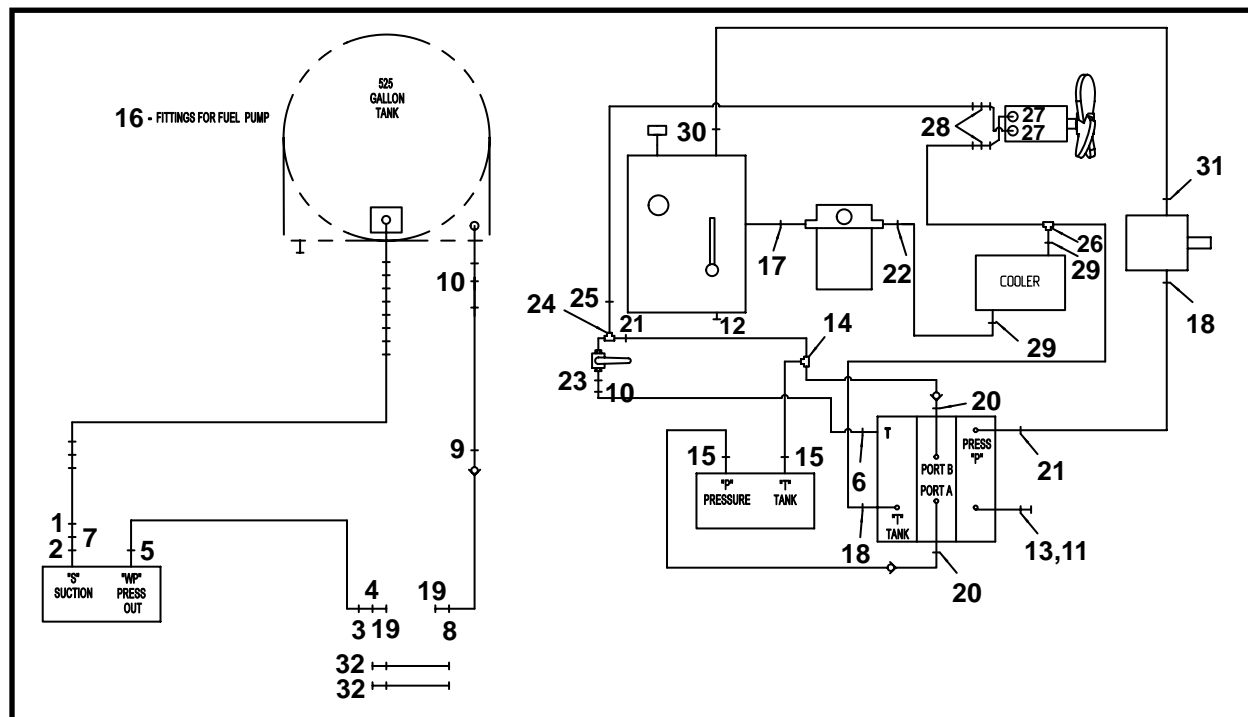 525
GALLON
TANK
16 - FITTINGS FOR FUEL PUMP
10
9
1
7
2
5
"S"
SUCTION
"WP"
PRESS
OUT
4
19
3
19
8
32
32
30
28
27
27
31
17
22
26
29
COOLER
18
25
24
21
12
14
29
23
10
20
15
15
6
T
PRESS
"P"
21
PORT B
PORT A
"P"
PRESSURE
"T"
TANK
"T"
TANK
18
13,11
20